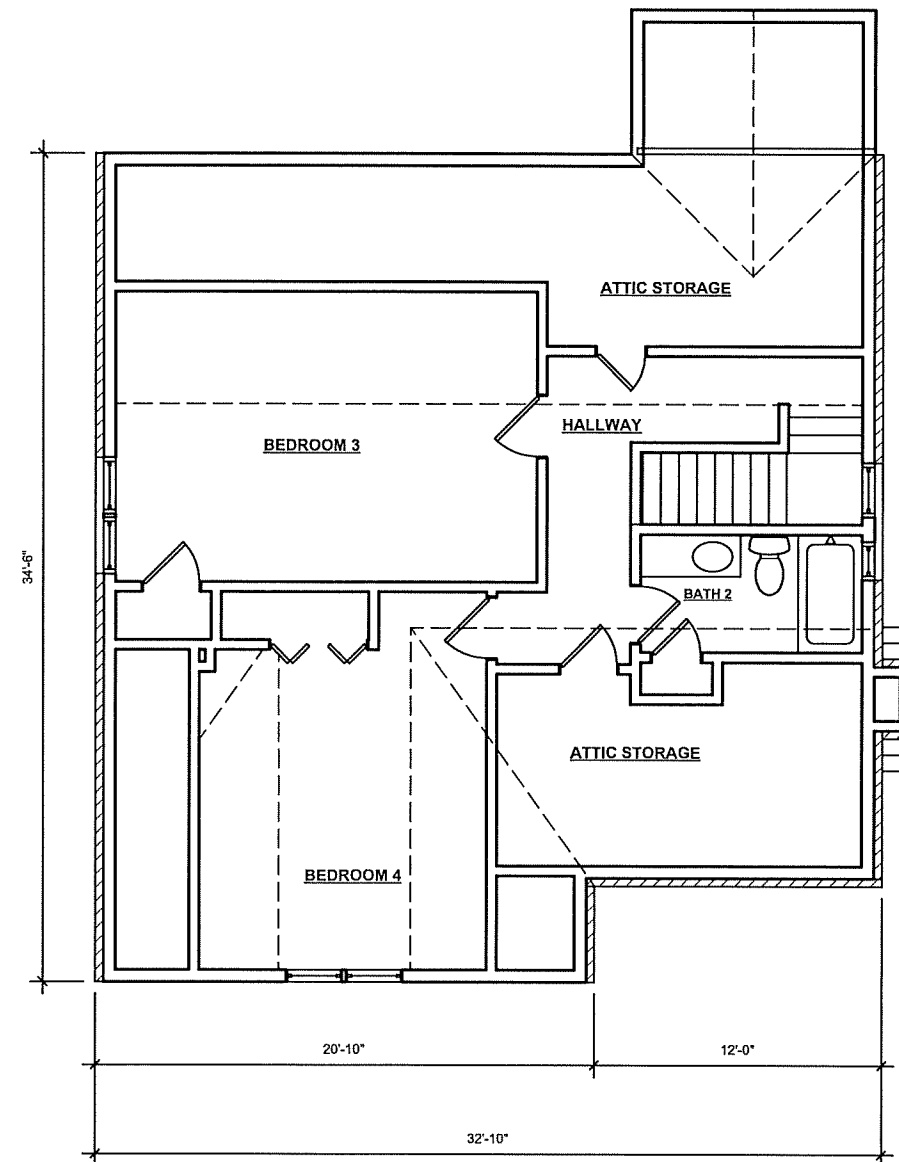 ATTIC STORAGE
HALLWAY
BEDROOM 3
34'-6"
BATH 2
ATTIC STORAGE
BEDROOM 4
20'-10"
12'-0"
32'-10"